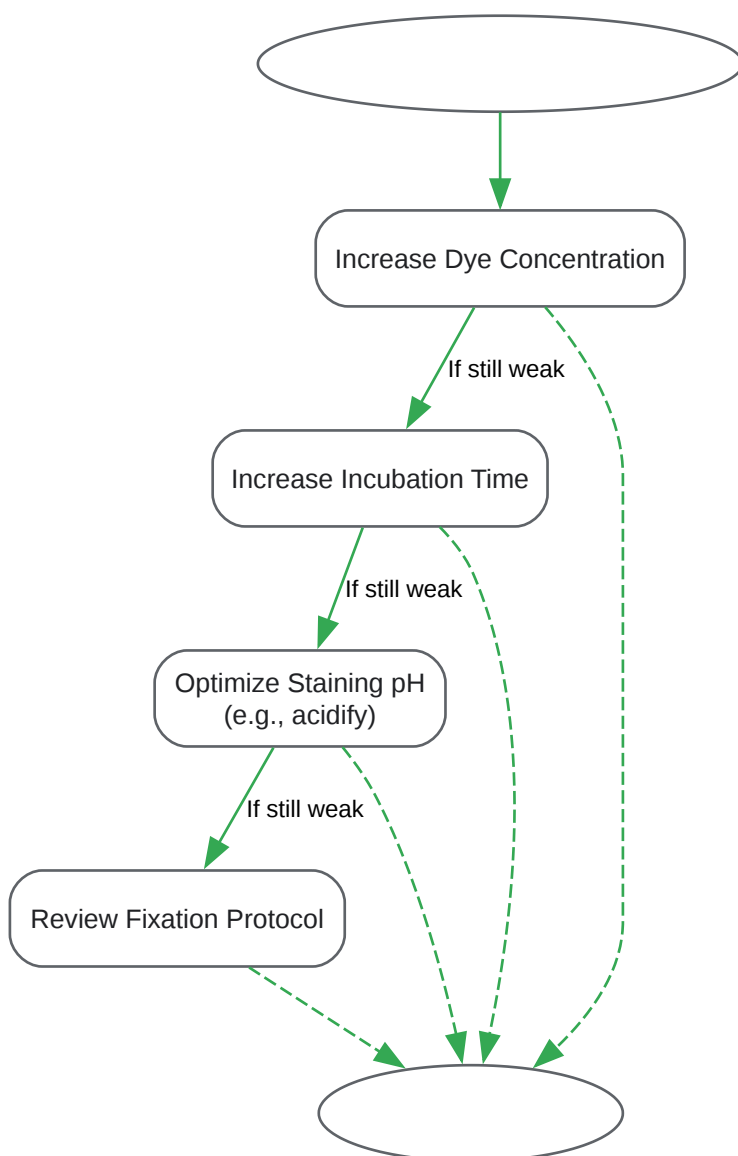 Increase Dye Concentration
If still weak
Increase Incubation Time
If still weak
Optimize Staining pH
(e.g., acidify)
If still weak
Review Fixation Protocol